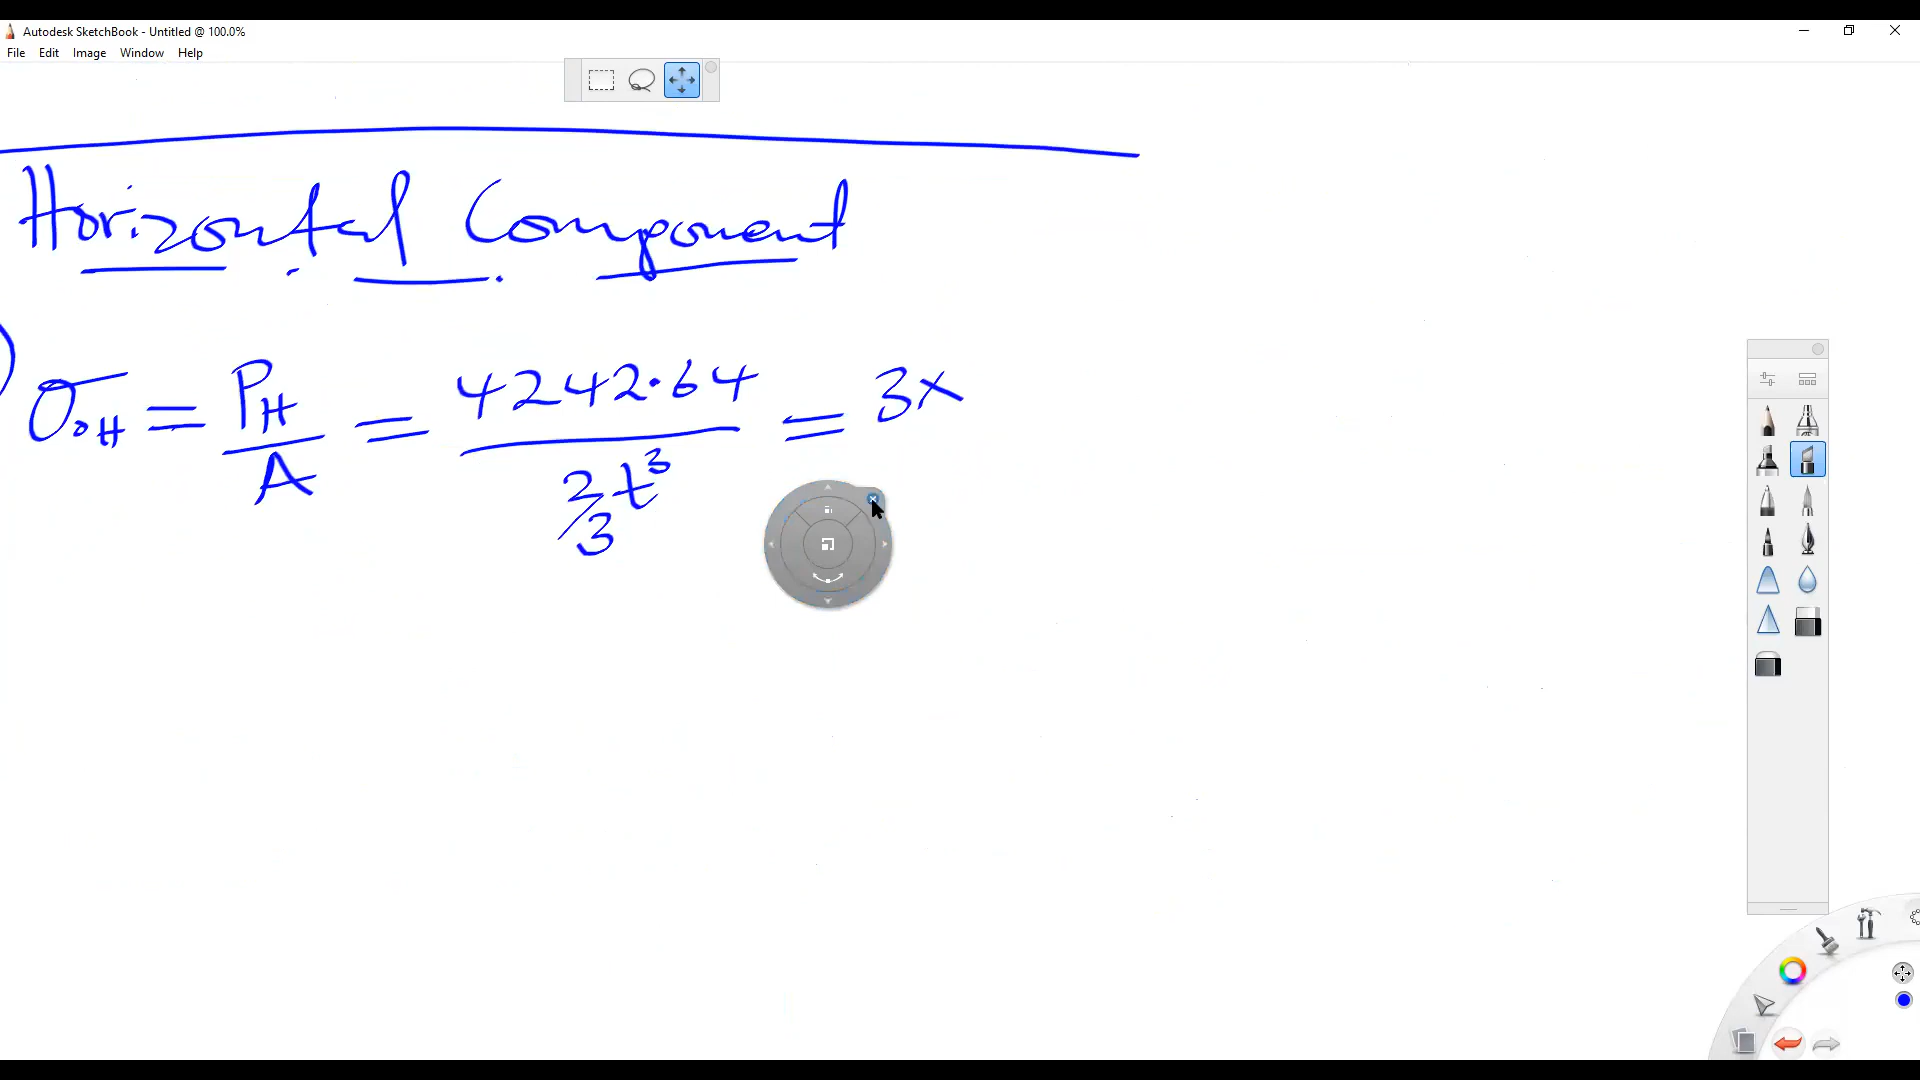 Autodesk SketchBook - Untitled @ 100.0%
File Edit Image Window Help
Horizontal Component
σoH = PH/A = 4242.64/(2/3 t³) = 3x